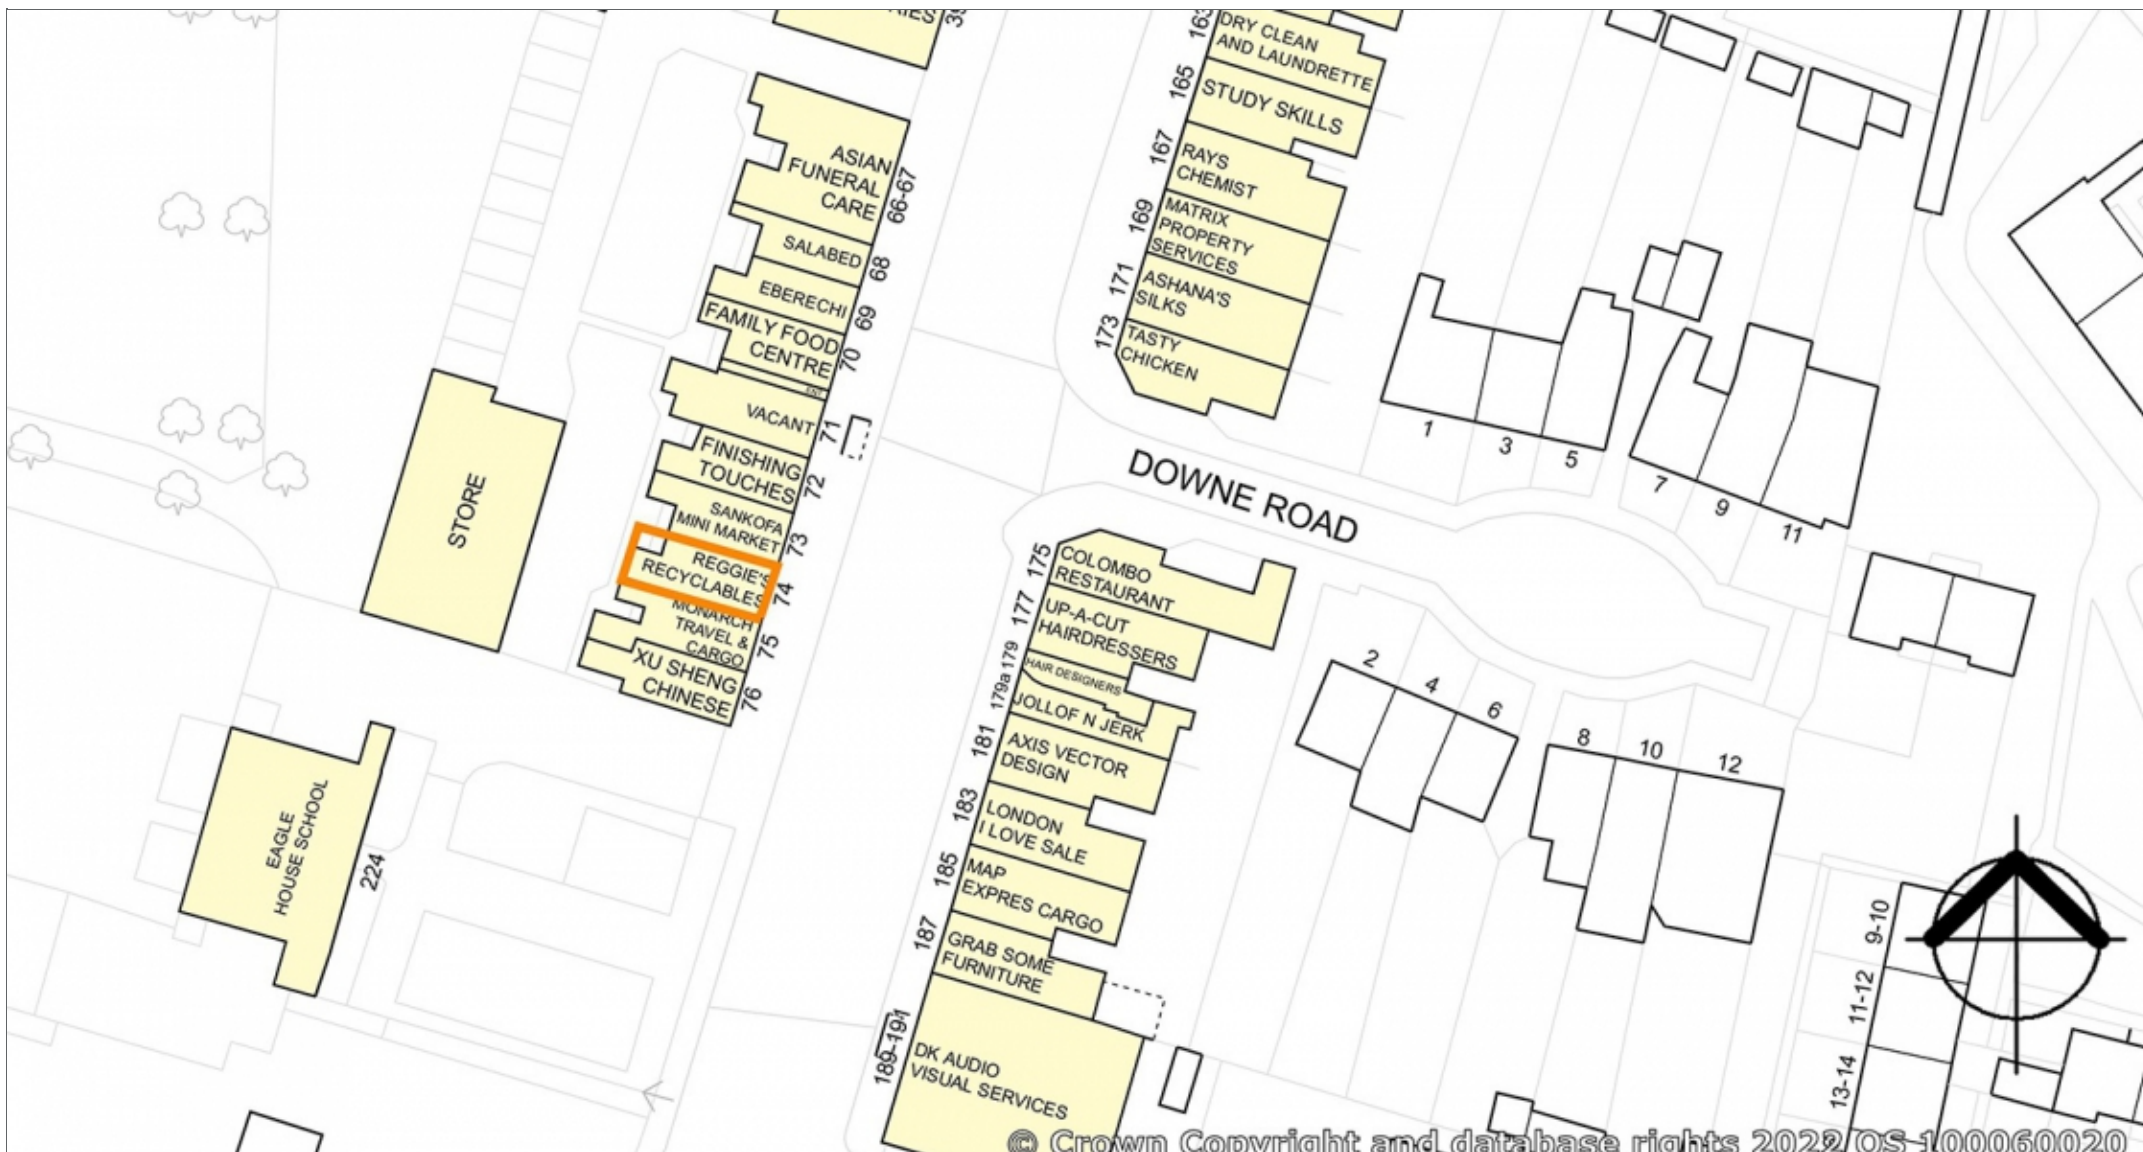 39
163
DRY CLEAN
AND LAUNDRETTE
165
STUDY SKILLS
167
RAYS
CHEMIST
169
MATRIX
PROPERTY
SERVICES
171
ASHANA'S
SILKS
173
TASTY
CHICKEN
ASIAN
FUNERAL
CARE
66-67
SALABED
68
EBERECHI
69
FAMILY FOOD
CENTRE
70
ENT
VACANT
71
FINISHING
TOUCHES
72
SANKOFA
MINI MARKET
73
REGGIE'S
RECYCLABLES
74
MONARCH
TRAVEL &
CARGO
75
XU SHENG
CHINESE
76
STORE
EAGLE
HOUSE SCHOOL
224
DOWNE ROAD
1
3
5
7
9
11
175
COLOMBO
RESTAURANT
177
UP-A-CUT
HAIRDRESSERS
179a 179
HAIR DESIGNERS
JOLLOF N JERK
181
AXIS VECTOR
DESIGN
183
LONDON
I LOVE SALE
185
MAP
EXPRES CARGO
187
GRAB SOME
FURNITURE
189-191
DK AUDIO
VISUAL SERVICES
2
4
6
8
10
12
9-10
11-12
13-14
© Crown Copyright and database rights 2022 OS 100060020